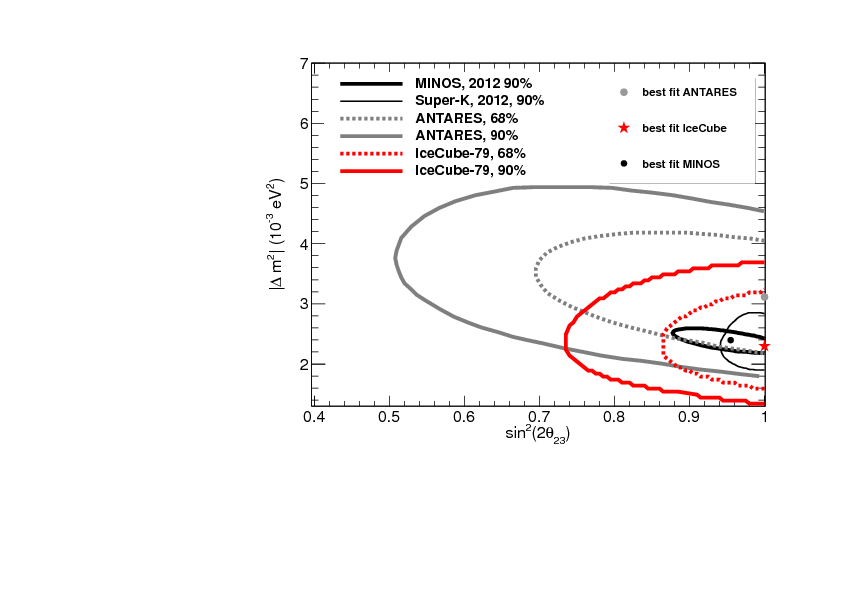 7
6
5
4
3
2
|Δ m²| (10⁻³ eV²)
MINOS, 2012 90%
Super-K, 2012, 90%
ANTARES, 68%
ANTARES, 90%
IceCube-79, 68%
IceCube-79, 90%
best fit ANTARES
best fit IceCube
best fit MINOS
0.4 0.5 0.6 0.7 0.8 0.9 1
sin²(2θ₂₃)